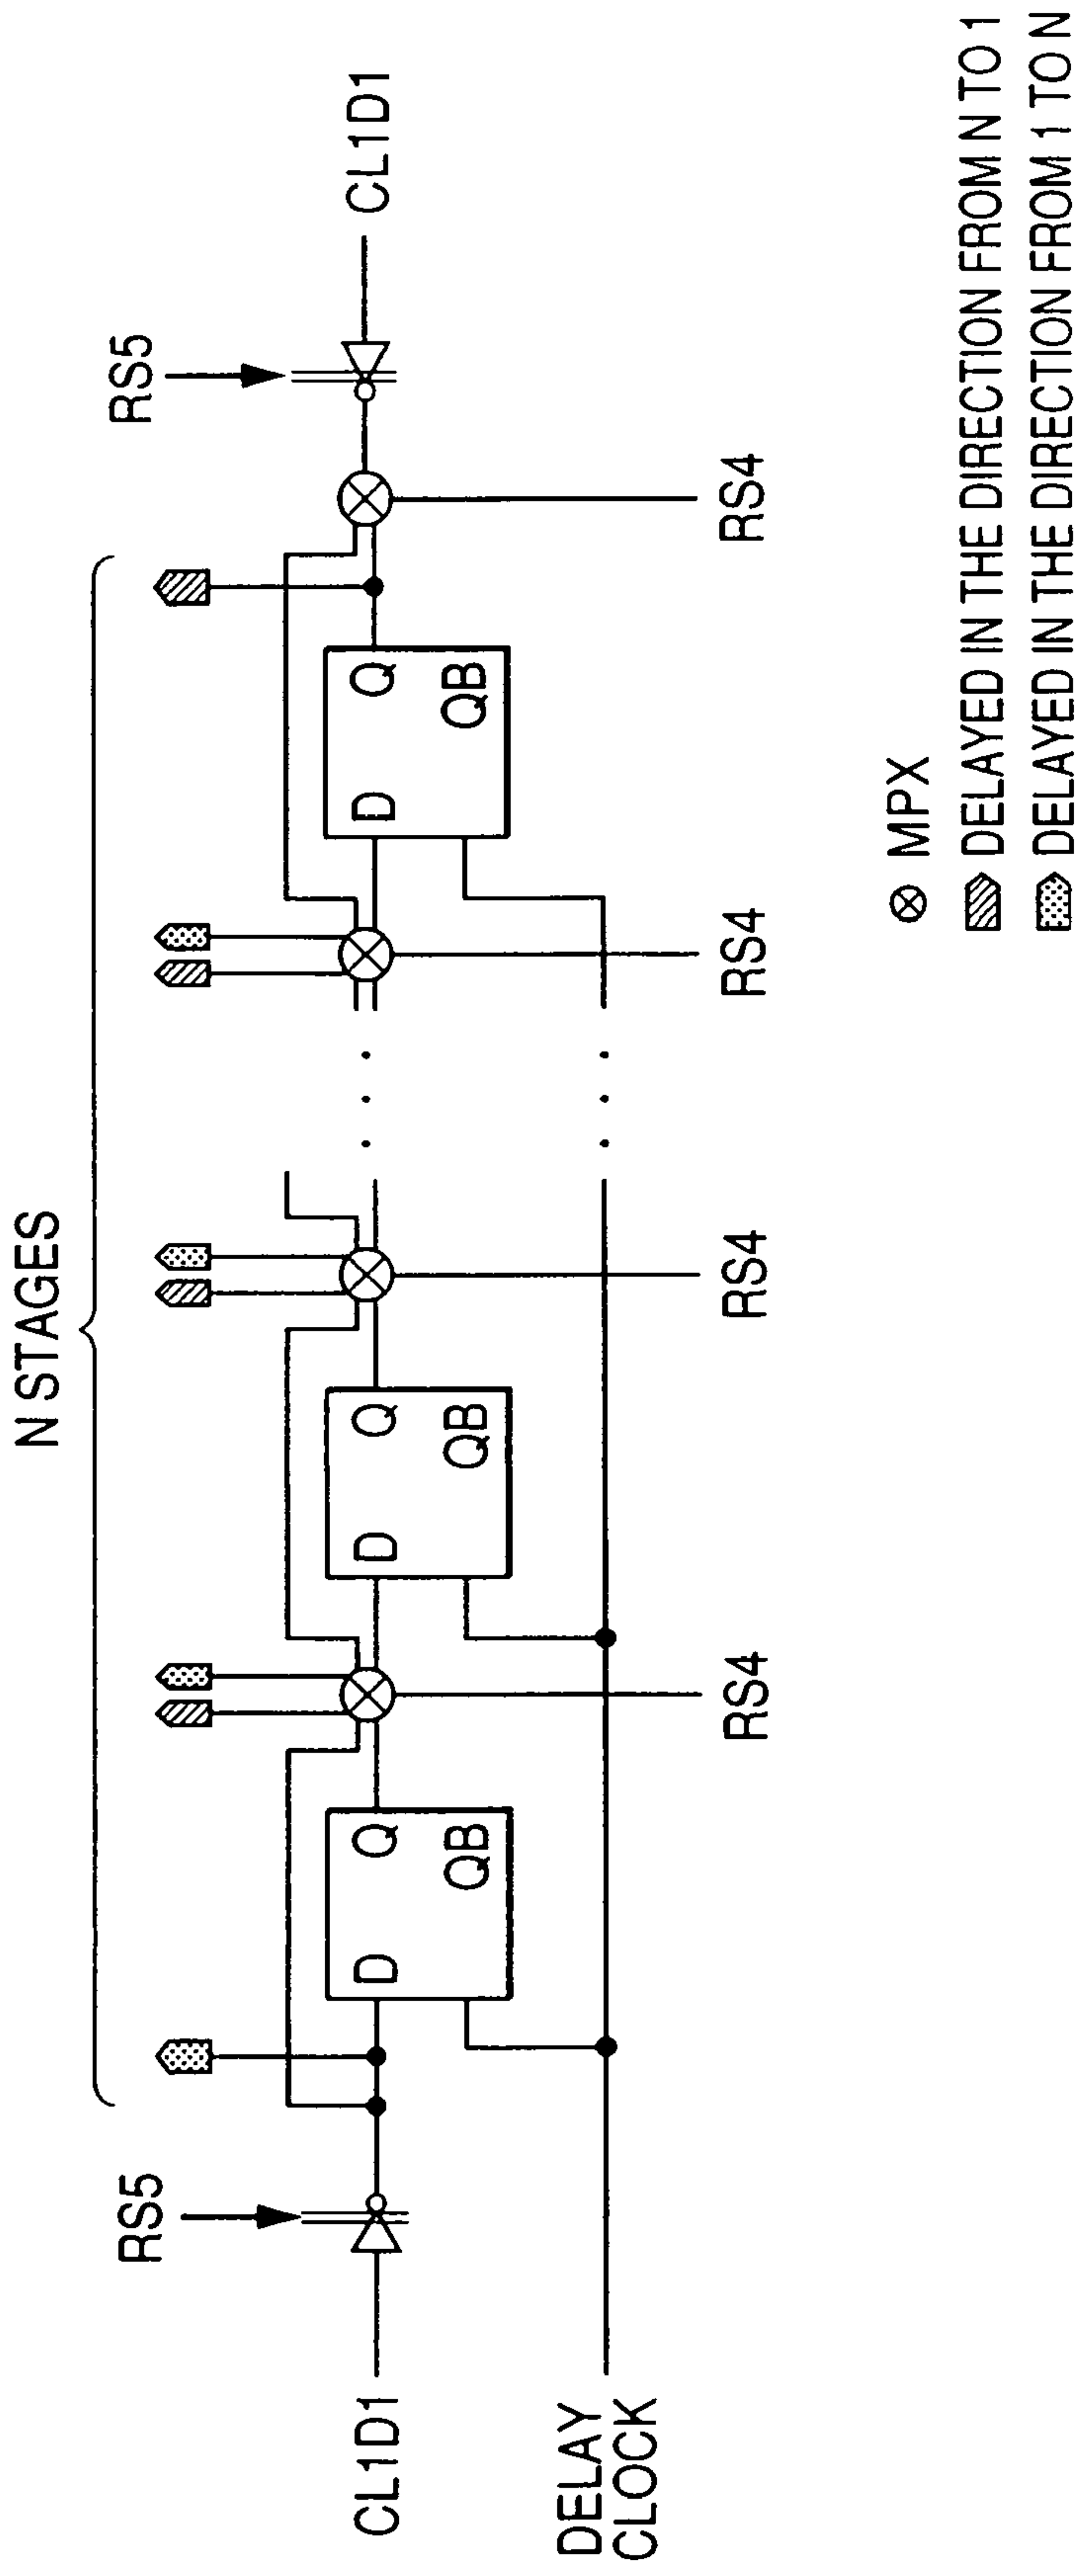 N STAGES
RS5
RS5
CL1D1
D
Q
QB
D
Q
QB
D
Q
QB
CL1D1
DELAY
CLOCK
RS4
RS4
RS4
RS4
MPX
DELAYED IN THE DIRECTION FROM N TO 1
DELAYED IN THE DIRECTION FROM 1 TO N